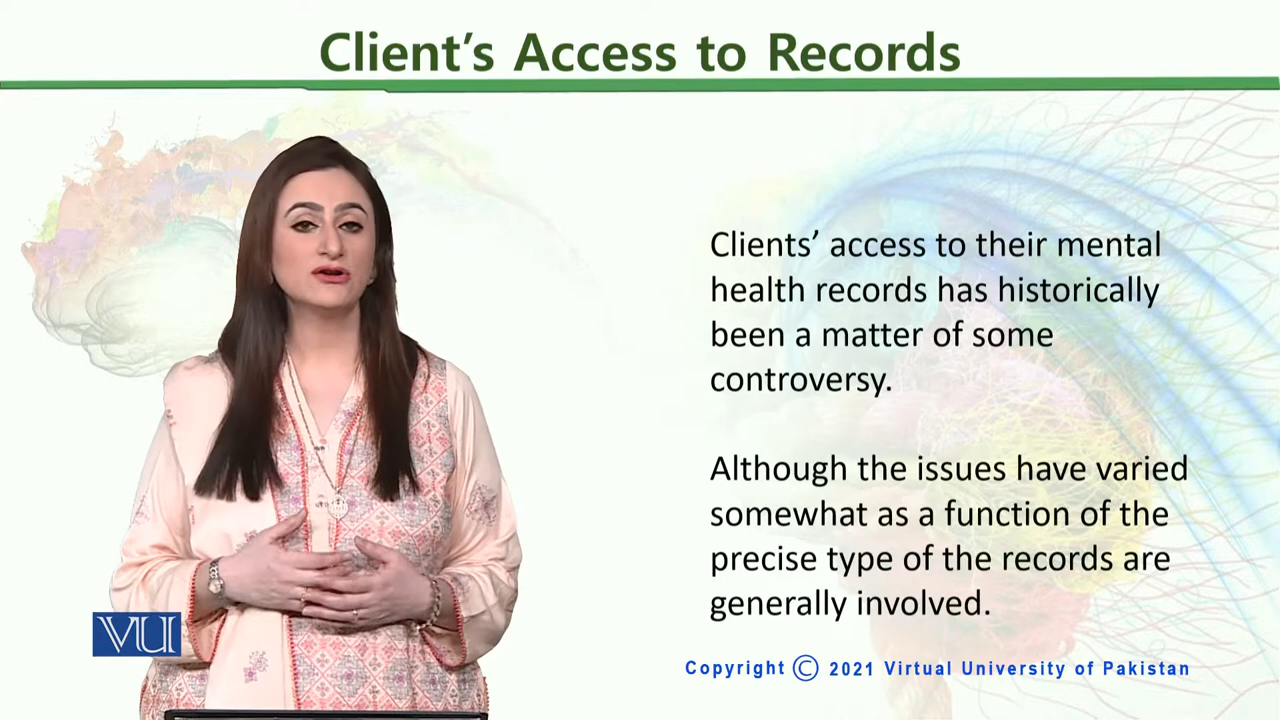 Client's Access to Records
Clients' access to their mental
health records has historically
been a matter of some
controversy.
Although the issues have varied
somewhat as a function of the
precise type of the records are
generally involved.
VU
Copyright © 2021 Virtual University of Pakistan